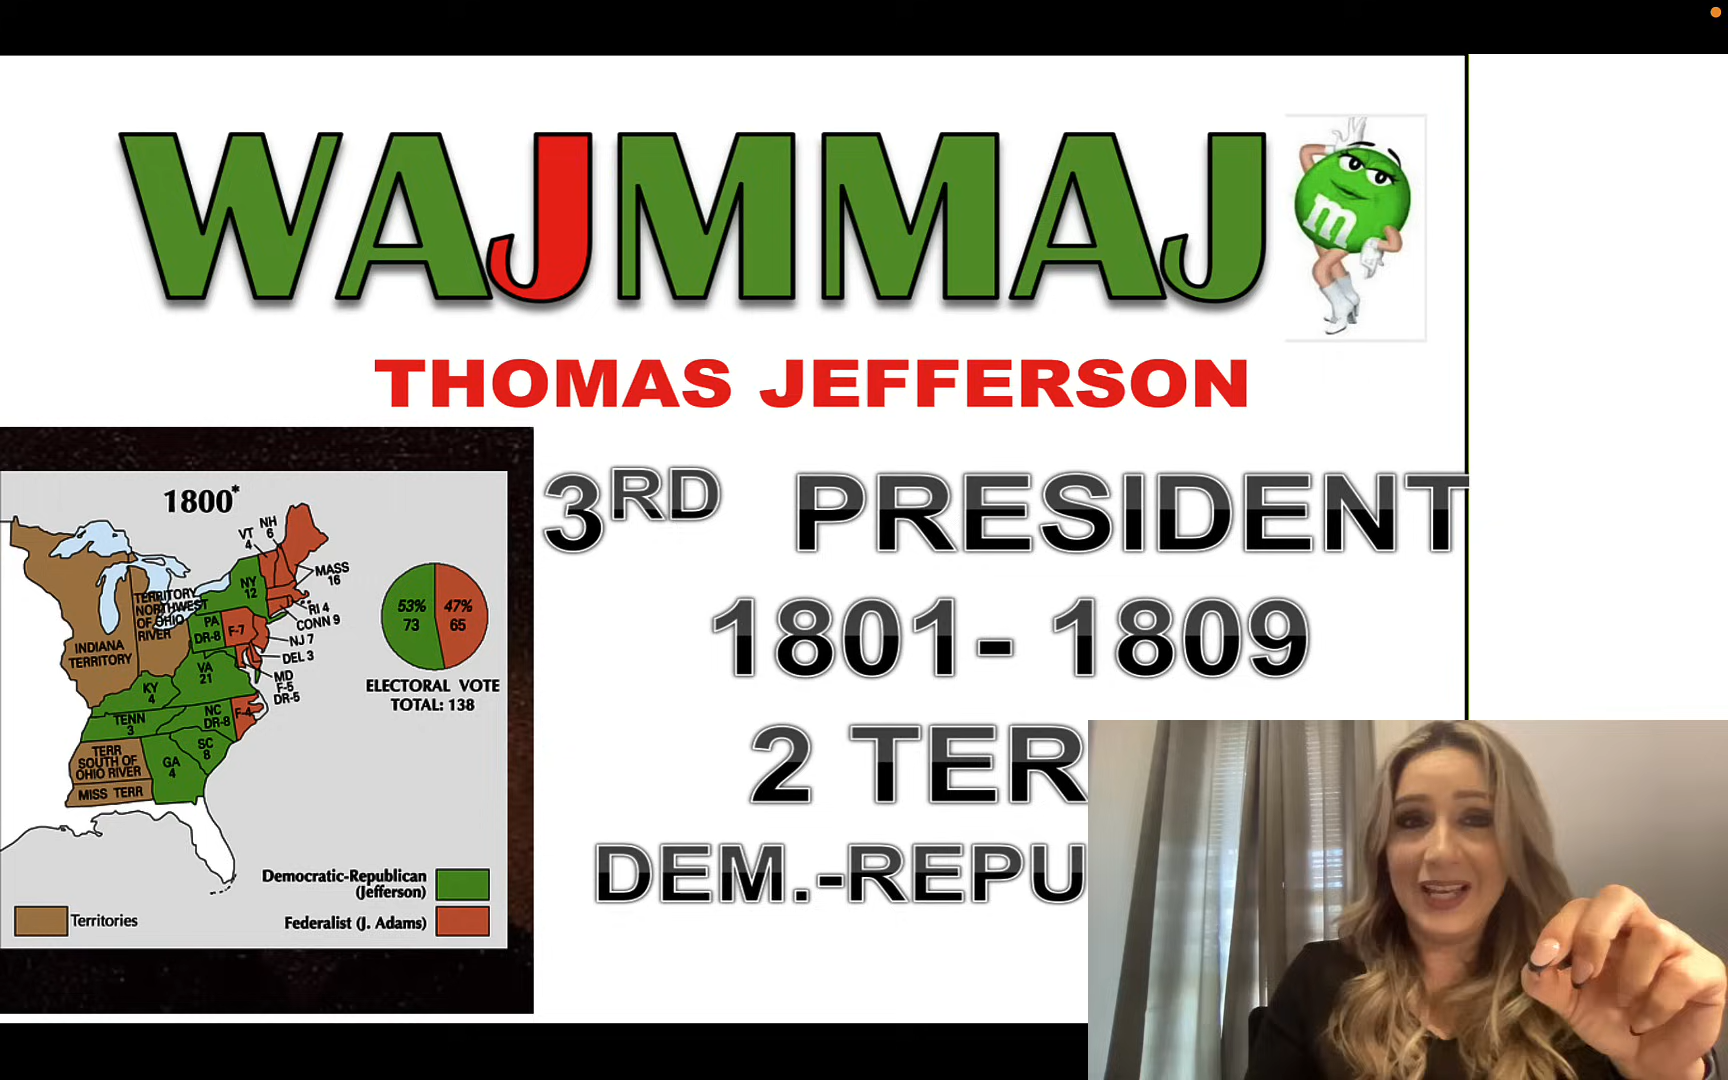 WAJMMAJ
m
THOMAS JEFFERSON
3RD PRESIDENT
1801- 1809
2 TER
DEM.-REPU
1800*
NH
6
VT
4
MASS
16
NY
12
RI 4
CONN 9
NJ 7
DEL 3
MD
F-5
DR-5
TERRITORY
NORTHWEST
OF OHIO
RIVER
PA
DR-8
F-7
INDIANA
TERRITORY
VA
21
KY
4
NC
DR-8
F-4
TENN
3
SC
8
GA
4
TERR
SOUTH OF
OHIO RIVER
MISS TERR
53%
73
47%
65
ELECTORAL VOTE
TOTAL: 138
Democratic-Republican
(Jefferson)
Federalist (J. Adams)
Territories